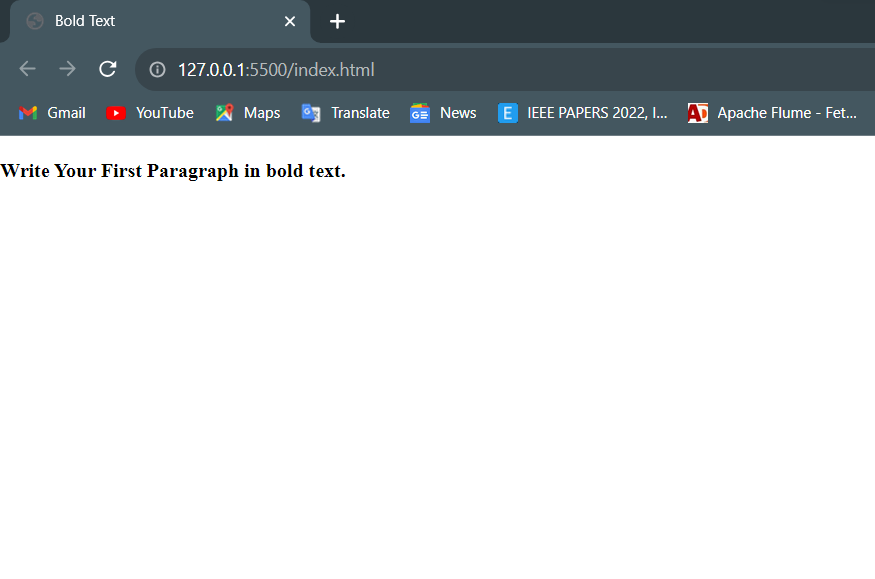 Bold Text
127.0.0.1:5500/index.html
Gmail YouTube Maps Translate News IEEE PAPERS 2022, I... Apache Flume - Fet...
Write Your First Paragraph in bold text.